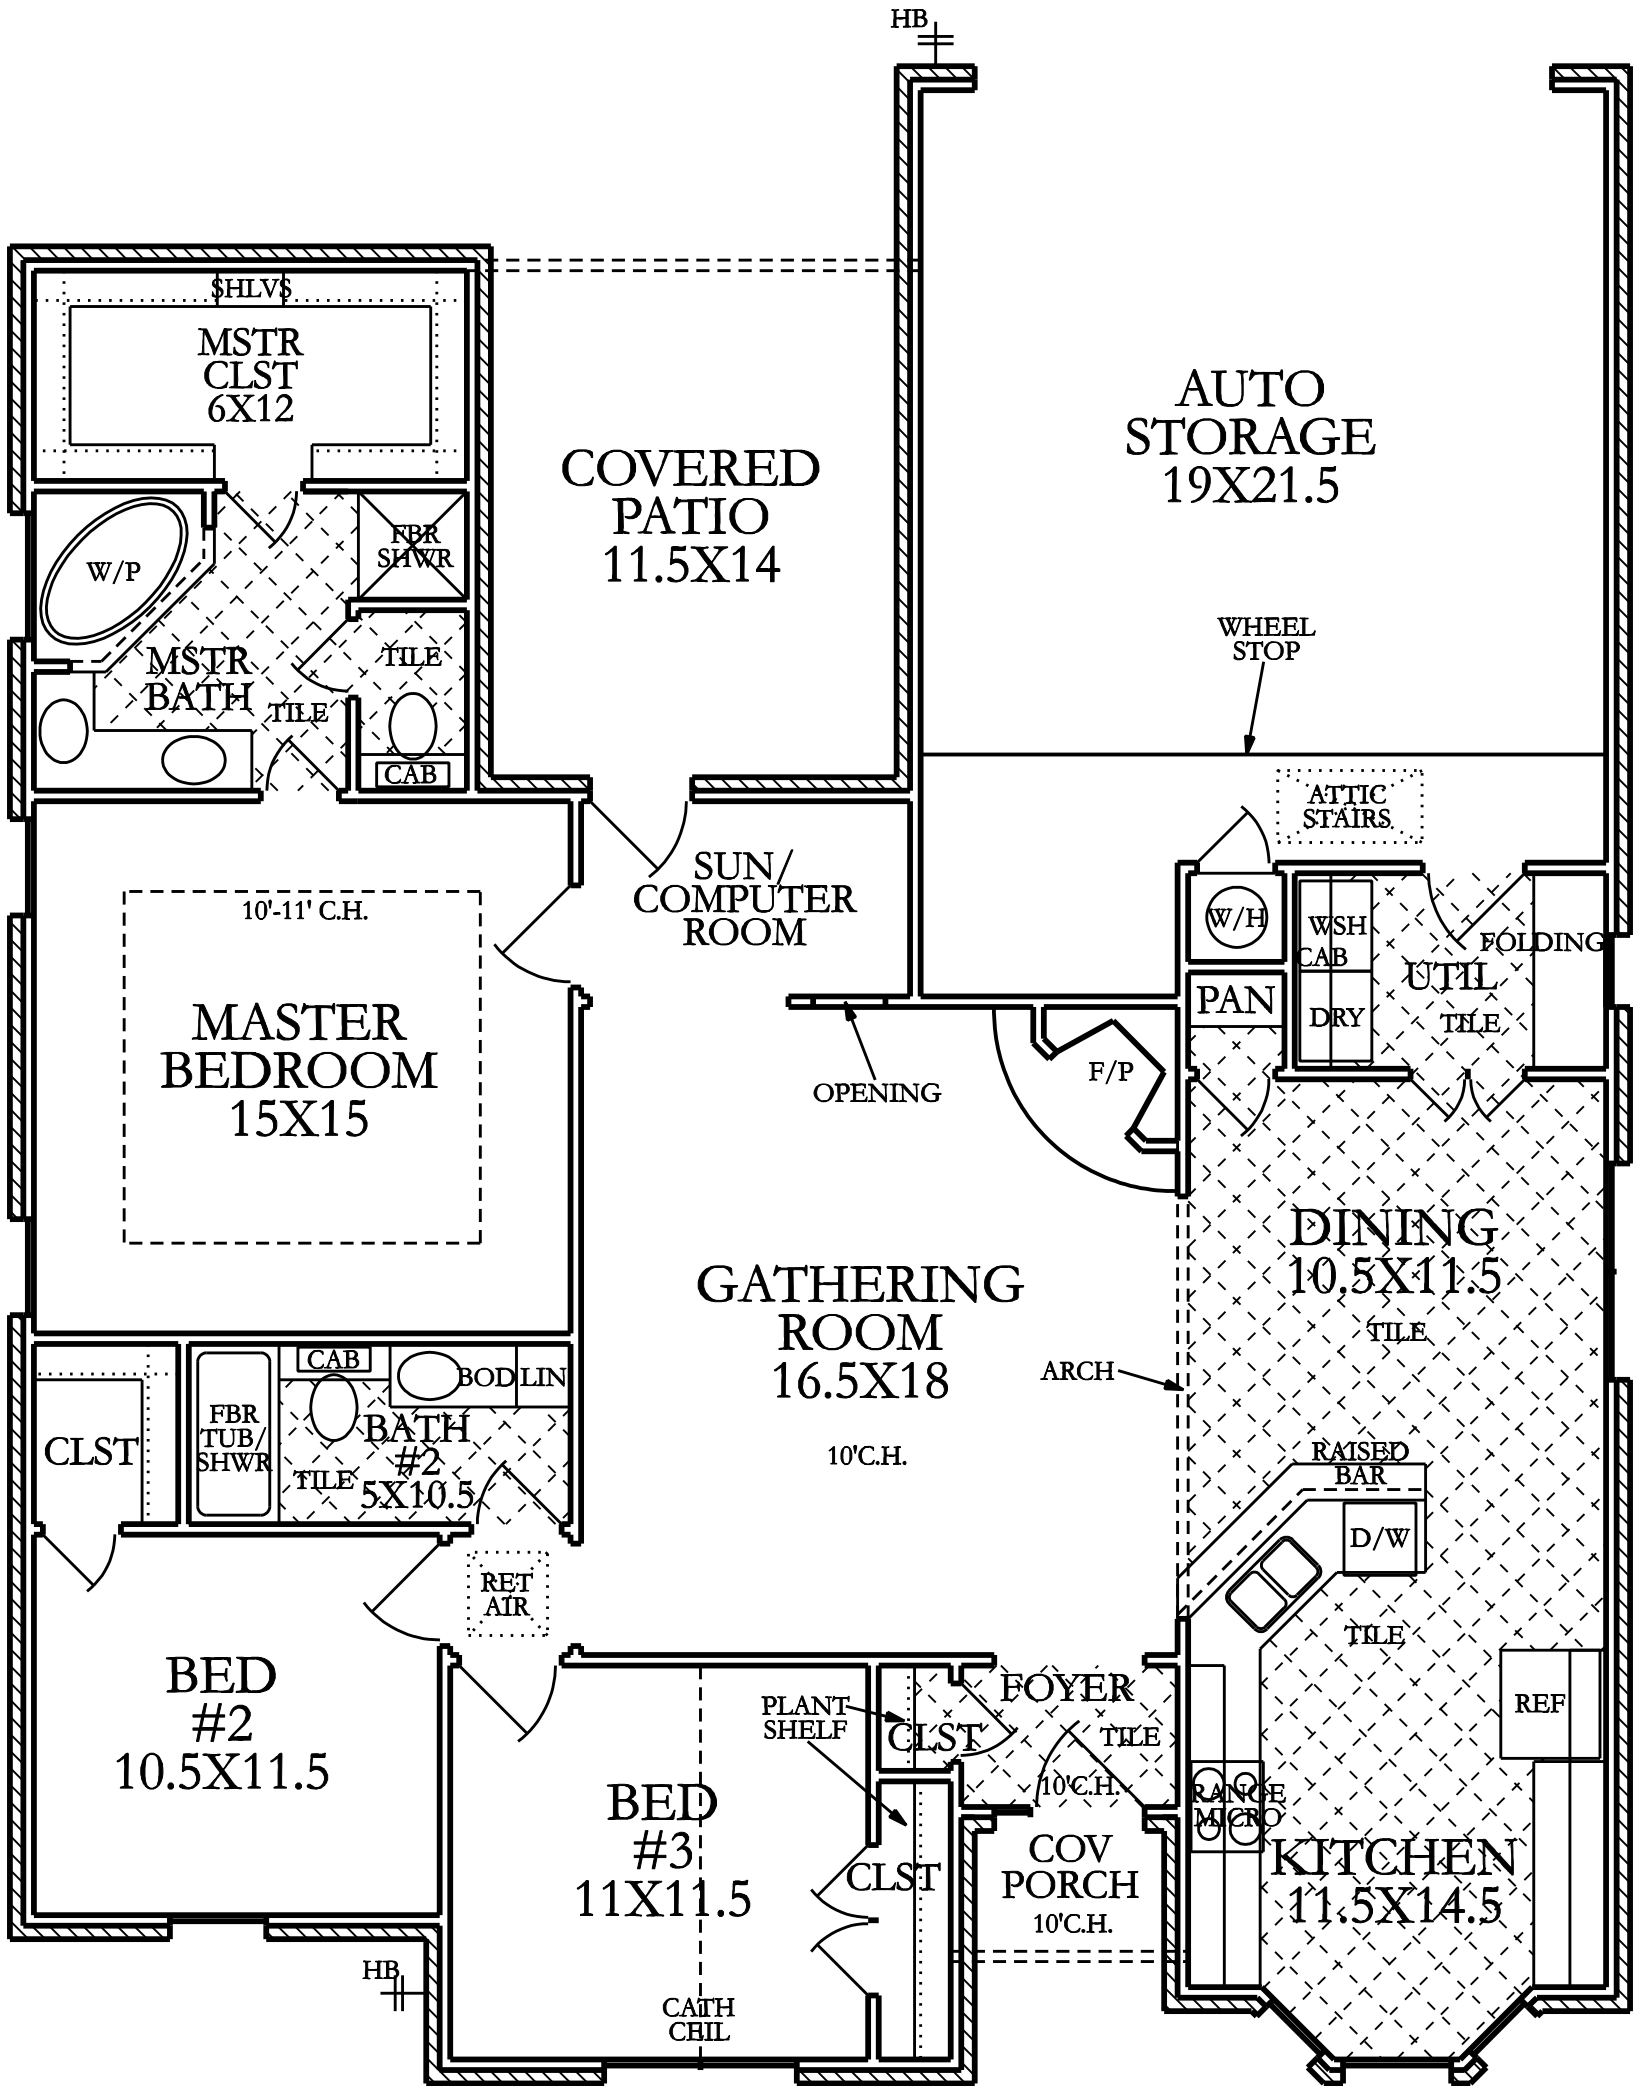 HB
SHLVS
MSTR
CLST
6X12
COVERED
PATIO
11.5X14
AUTO
STORAGE
19X21.5
W/P
FBR
SHWR
MSTR
BATH
TILE
TILE
CAB
WHEEL
STOP
ATTIC
STAIRS
SUN/
COMPUTER
ROOM
10'-11' C.H.
MASTER
BEDROOM
15X15
W/H
PAN
WSH
CAB
DRY
UTIL
TILE
FOLDING
OPENING
F/P
DINING
10.5X11.5
TILE
GATHERING
ROOM
16.5X18
10'C.H.
ARCH
CLST
FBR
TUB/
SHWR
CAB
BOD
LIN
BATH
#2
5X10.5
TILE
RAISED
BAR
D/W
RET
AIR
TILE
REF
BED
#2
10.5X11.5
PLANT
SHELF
CLST
FOYER
TILE
10'C.H.
RANGE
MICRO
BED
#3
11X11.5
CLST
COV
PORCH
10'C.H.
KITCHEN
11.5X14.5
HB
CATH
CEIL